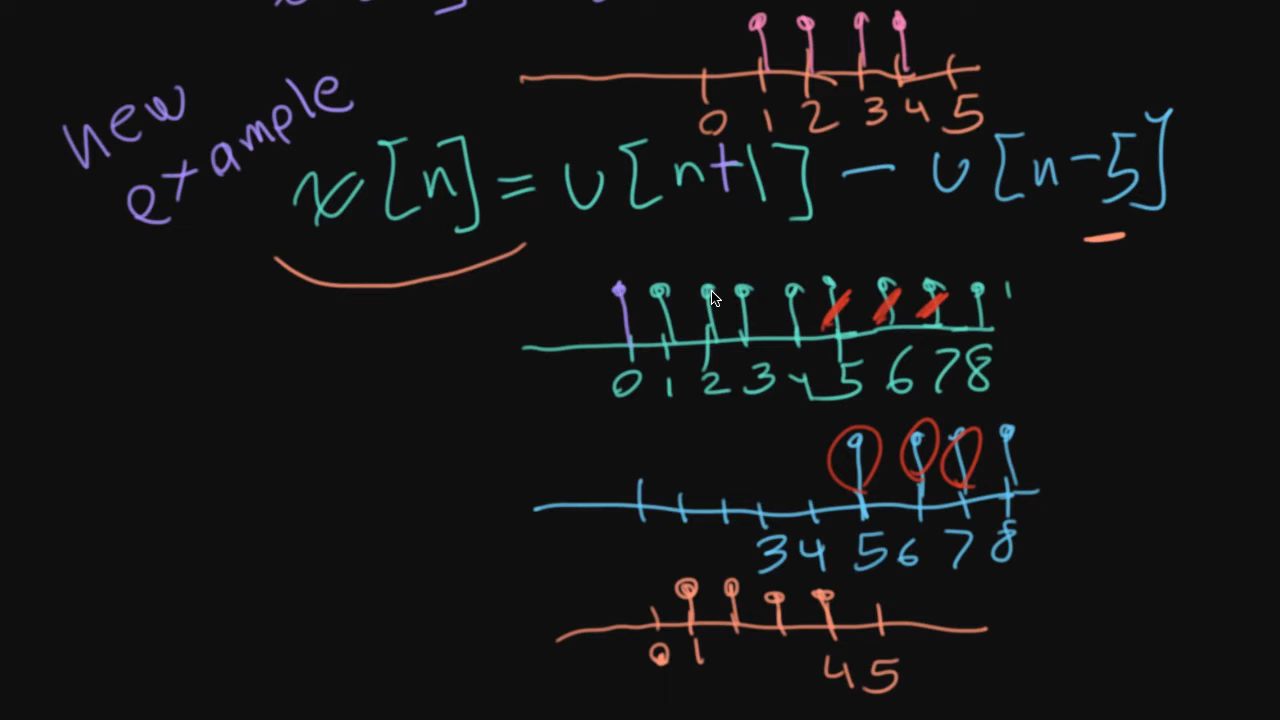 0 1 2 3 4 5
new
example
x[n] = u[n+1] - u[n-5]
0 1 2 3 4 5 6 7 8
3 4 5 6 7 8
0 1 4 5